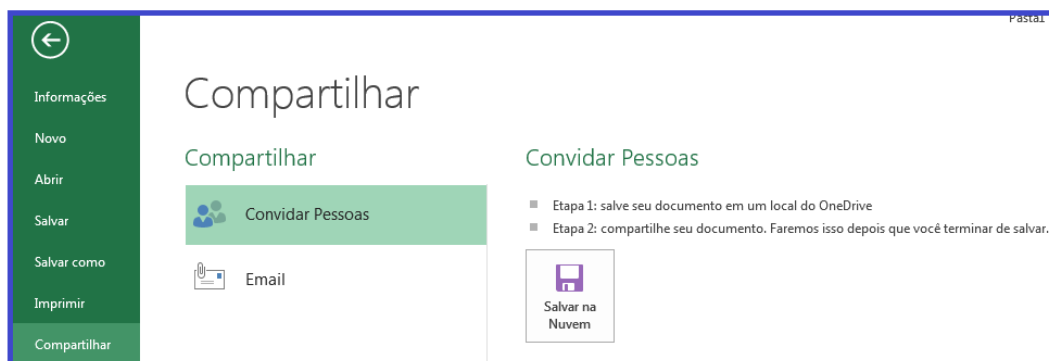 Pasta1
Informações
Novo
Abrir
Salvar
Salvar como
Imprimir
Compartilhar
Compartilhar
Compartilhar
Convidar Pessoas
Email
Convidar Pessoas
Etapa 1: salve seu documento em um local do OneDrive
Etapa 2: compartilhe seu documento. Faremos isso depois que você terminar de salvar.
Salvar na
Nuvem